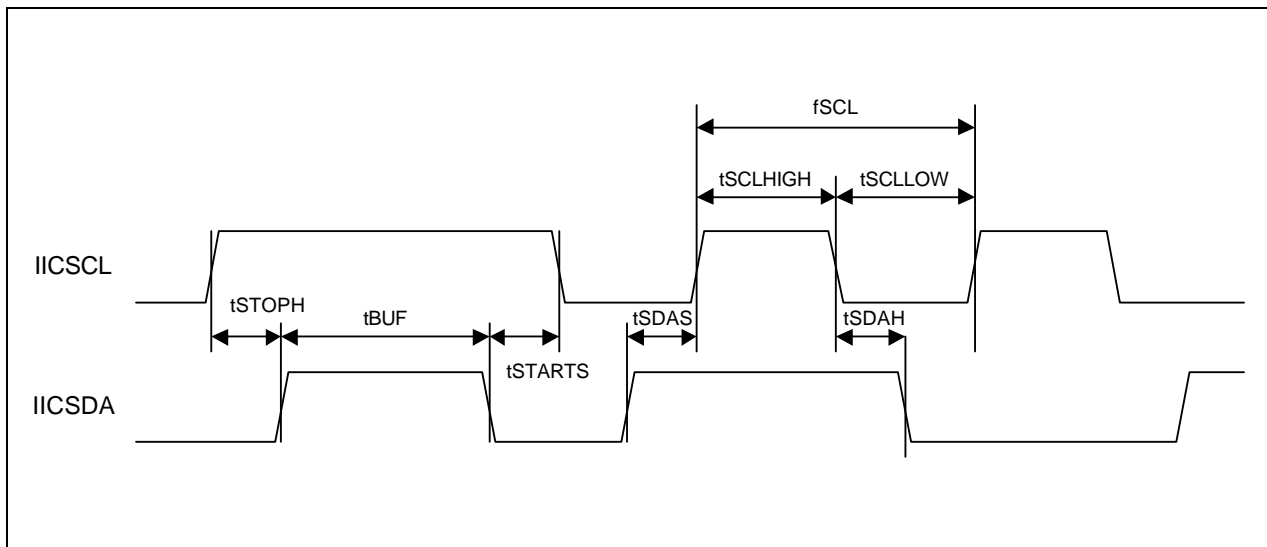 fSCL
tSCLHIGH
tSCLLOW
IICSCL
tSTOPH
tBUF
tSDAS
tSDAH
tSTARTS
IICSDA